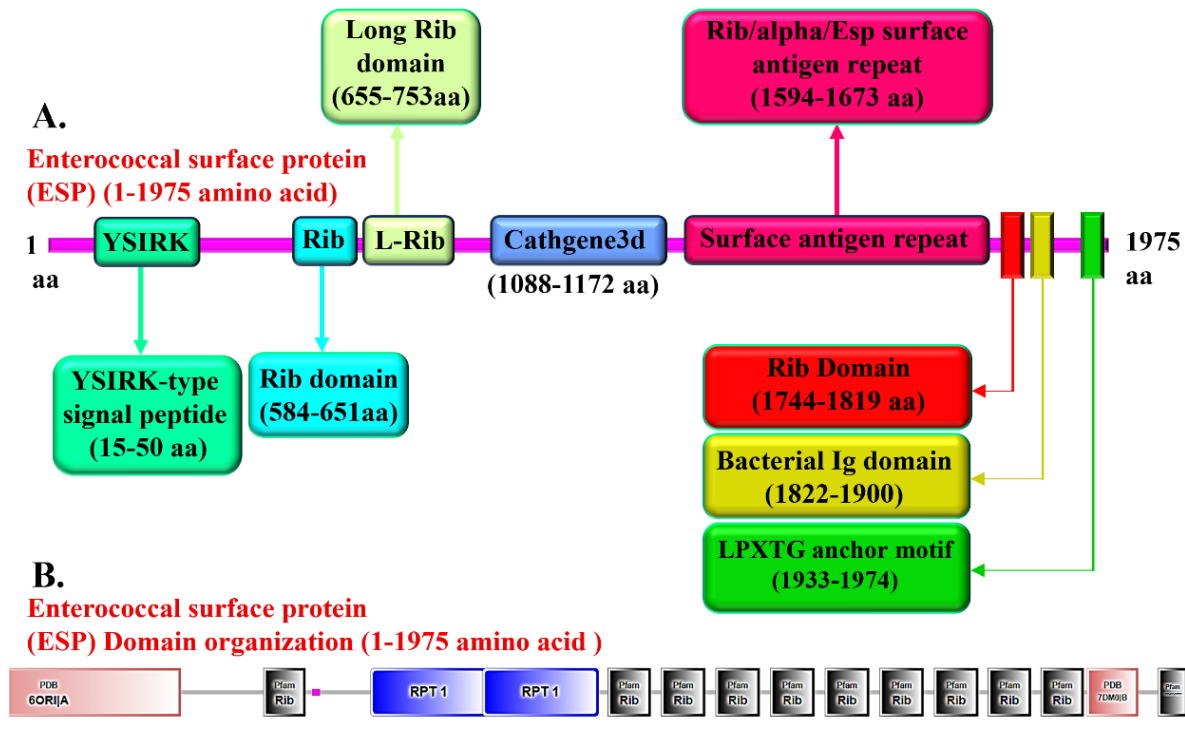 Long Rib
domain
(655-753aa)
Rib/alpha/Esp surface
antigen repeat
(1594-1673 aa)
A.
Enterococcal surface protein
(ESP) (1-1975 amino acid)
1
aa
YSIRK
Rib
L-Rib
Cathgene3d
(1088-1172 aa)
Surface antigen repeat
1975
aa
YSIRK-type
signal peptide
(15-50 aa)
Rib domain
(584-651aa)
Rib Domain
(1744-1819 aa)
Bacterial Ig domain
(1822-1900)
LPXTG anchor motif
(1933-1974)
B.
Enterococcal surface protein
(ESP) Domain organization (1-1975 amino acid )
PDB
6ORI|A
Pfam
Rib
RPT 1
RPT 1
Pfam
Rib
Pfam
Rib
Pfam
Rib
Pfam
Rib
Pfam
Rib
Pfam
Rib
Pfam
Rib
Pfam
Rib
Pfam
Rib
PDB
7DM0|B
Pfam